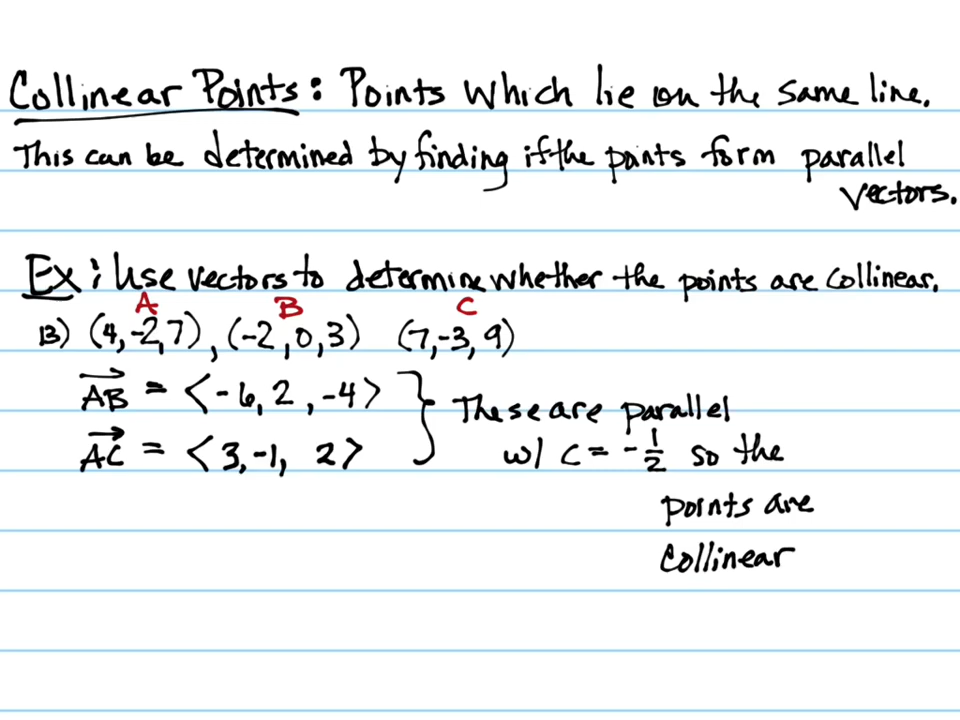 Collinear Points: Points which lie on the same line.
This can be determined by finding if the points form parallel
vectors.
Ex: Use vectors to determine whether the points are collinear.
A B C
13) (4,-2,7), (-2,0,3) (7,-3,9)
AB = <-6,2,-4> } These are parallel
AC = <3,-1, 2> w/ c = -1/2 so the
points are
collinear